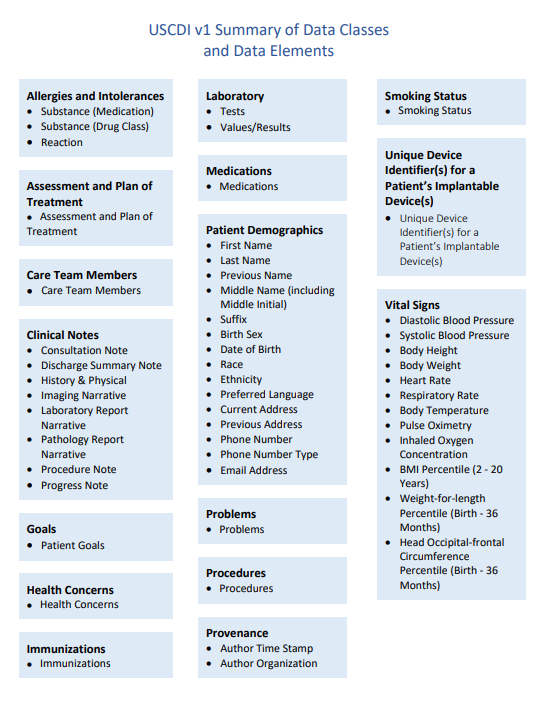 USCDI v1 Summary of Data Classes
and Data Elements
Allergies and Intolerances
• Substance (Medication)
• Substance (Drug Class)
• Reaction
Assessment and Plan of
Treatment
• Assessment and Plan of
Treatment
Care Team Members
• Care Team Members
Clinical Notes
• Consultation Note
• Discharge Summary Note
• History & Physical
• Imaging Narrative
• Laboratory Report
Narrative
• Pathology Report
Narrative
• Procedure Note
• Progress Note
Goals
• Patient Goals
Health Concerns
• Health Concerns
Immunizations
• Immunizations
Laboratory
• Tests
• Values/Results
Medications
• Medications
Patient Demographics
• First Name
• Last Name
• Previous Name
• Middle Name (including
Middle Initial)
• Suffix
• Birth Sex
• Date of Birth
• Race
• Ethnicity
• Preferred Language
• Current Address
• Previous Address
• Phone Number
• Phone Number Type
• Email Address
Problems
• Problems
Procedures
• Procedures
Provenance
• Author Time Stamp
• Author Organization
Smoking Status
• Smoking Status
Unique Device
Identifier(s) for a
Patient's Implantable
Device(s)
• Unique Device
Identifier(s) for a
Patient's Implantable
Device(s)
Vital Signs
• Diastolic Blood Pressure
• Systolic Blood Pressure
• Body Height
• Body Weight
• Heart Rate
• Respiratory Rate
• Body Temperature
• Pulse Oximetry
• Inhaled Oxygen
Concentration
• BMI Percentile (2 - 20
Years)
• Weight-for-length
Percentile (Birth - 36
Months)
• Head Occipital-frontal
Circumference
Percentile (Birth - 36
Months)